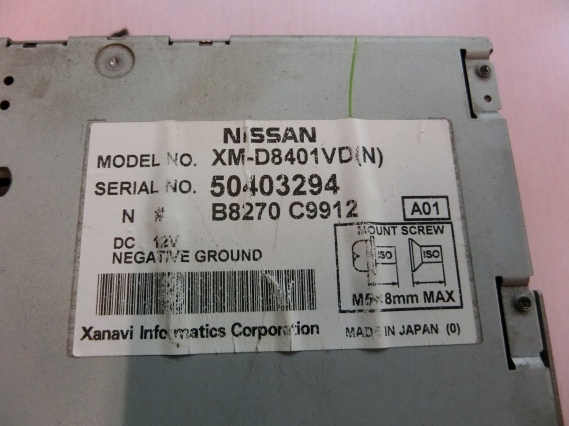 NISSAN
MODEL NO. XM-D8401VD(N)
SERIAL NO. 50403294
N # B8270 C9912 A01
DC 12V
NEGATIVE GROUND
MOUNT SCREW
ISO ISO
M5×8mm MAX
Xanavi Informatics Corporation MADE IN JAPAN (0)